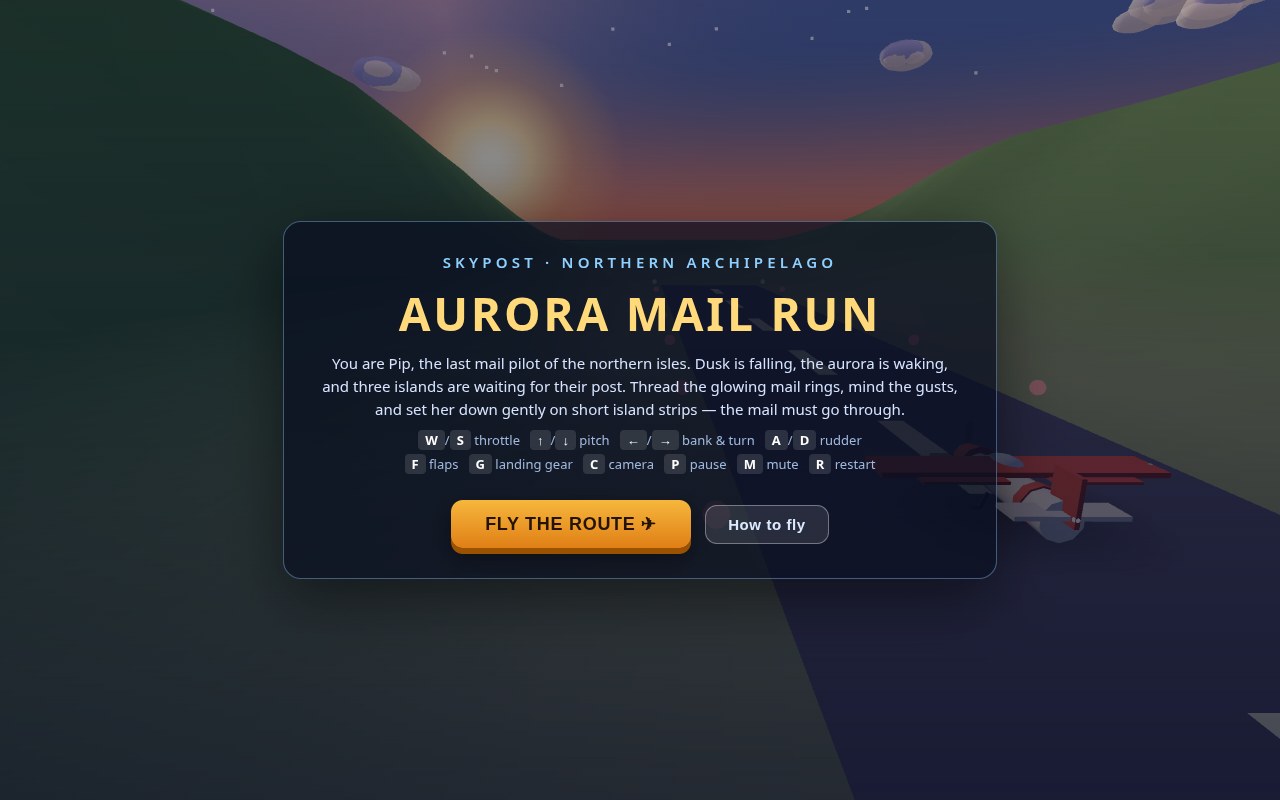 SKYPOST · NORTHERN ARCHIPELAGO
AURORA MAIL RUN
You are Pip, the last mail pilot of the northern isles. Dusk is falling, the aurora is waking,
and three islands are waiting for their post. Thread the glowing mail rings, mind the gusts,
and set her down gently on short island strips — the mail must go through.
W / S throttle ↑ / ↓ pitch ← / → bank & turn A / D rudder
F flaps G landing gear C camera P pause M mute R restart
FLY THE ROUTE ✈ How to fly